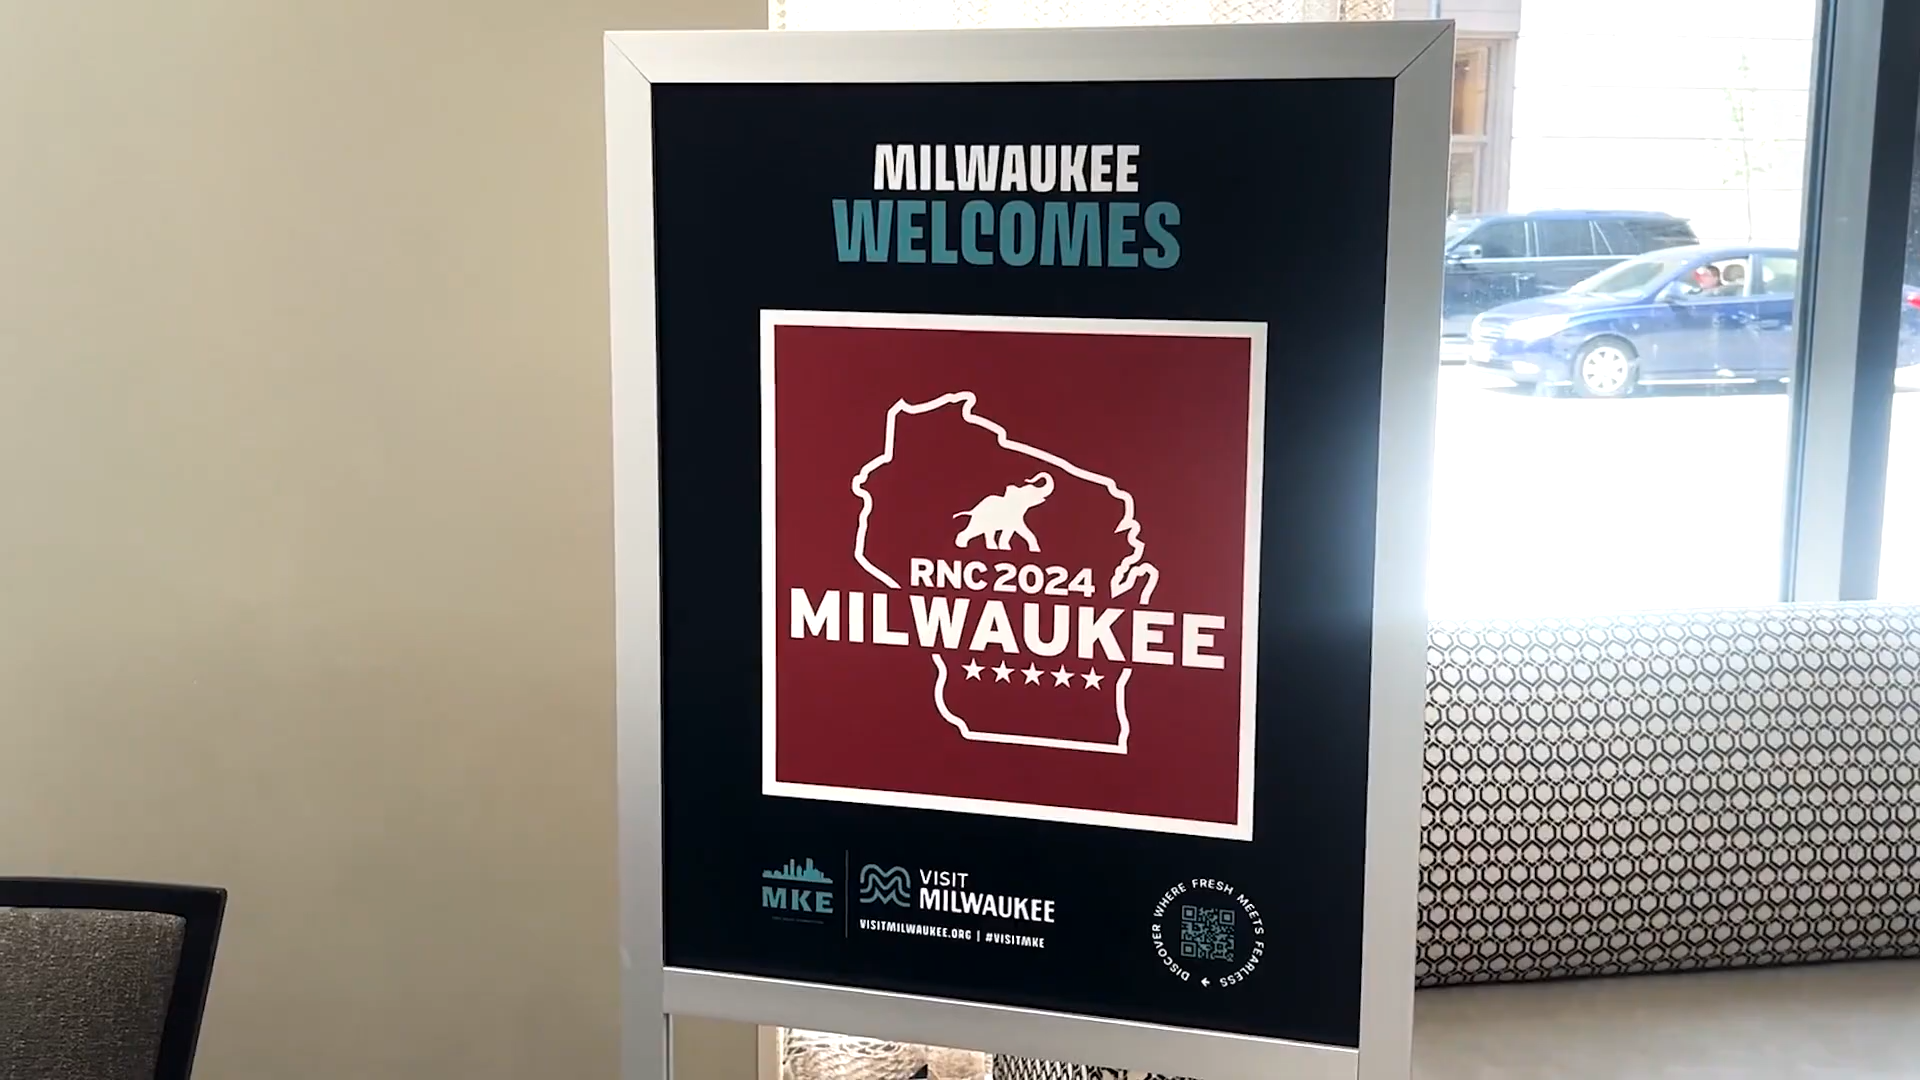 MILWAUKEE
WELCOMES
RNC 2024
MILWAUKEE
MKE
VISIT
MILWAUKEE
VISITMILWAUKEE.ORG | #VISITMKE
DISCOVER WHERE FRESH MEETS FEARLESS →